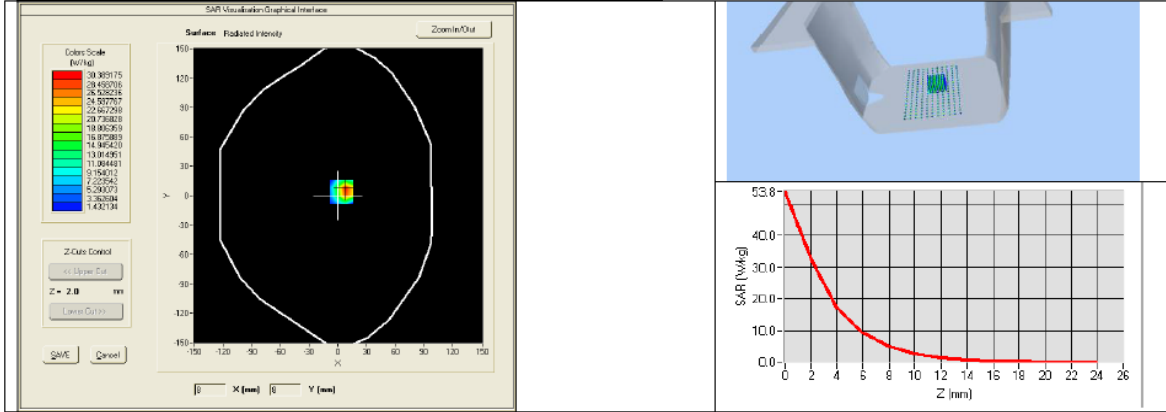 SAR Visualisation Graphical Interface
Surface Radiated Intensity
Zoom In/Out
Colors Scale
(W/kg)
30.389175
28.458706
26.528236
24.597767
22.667298
20.736828
18.806359
16.875889
14.945420
13.014951
11.084481
9.154012
7.223542
5.293073
3.362604
1.432134
150
120
90
60
30
0
-30
-60
-90
-120
-150
Y
-150 -120 -90 -60 -30 0 30 60 90 120 150
X
Z-Cuts Control
<< Upper Cut
Z = 2.0 mm
Lower Cut >>
SAVE Cancel
8 X (mm) 8 Y (mm)
53.8
40.0
30.0
20.0
10.0
0.0
SAR (W/kg)
0 2 4 6 8 10 12 14 16 18 20 22 24 26
Z (mm)